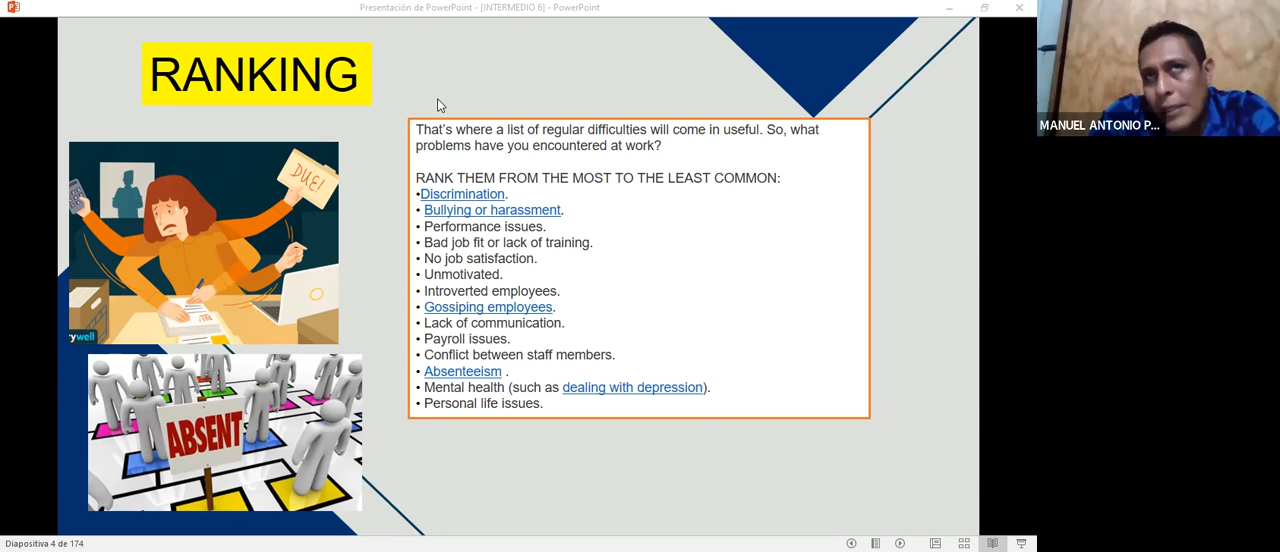 Presentación de PowerPoint - [INTERMEDIO 6] - PowerPoint
RANKING
That's where a list of regular difficulties will come in useful. So, what
problems have you encountered at work?
RANK THEM FROM THE MOST TO THE LEAST COMMON:
•Discrimination.
• Bullying or harassment.
• Performance issues.
• Bad job fit or lack of training.
• No job satisfaction.
• Unmotivated.
• Introverted employees.
• Gossiping employees.
• Lack of communication.
• Payroll issues.
• Conflict between staff members.
• Absenteeism .
• Mental health (such as dealing with depression).
• Personal life issues.
DUE!
rywell
ABSENT
MANUEL ANTONIO P...
Diapositiva 4 de 174